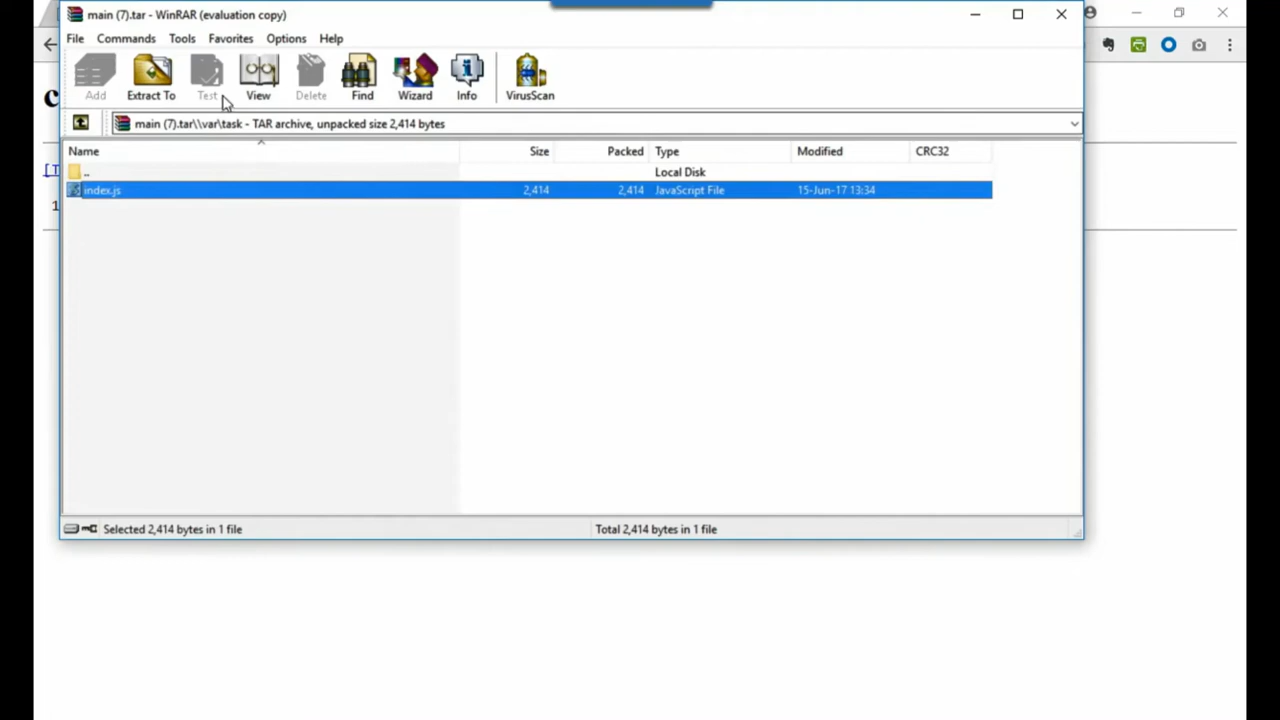 main (7).tar - WinRAR (evaluation copy)
File Commands Tools Favorites Options Help
Add Extract To Test View Delete Find Wizard Info VirusScan
main (7).tar\\var\task - TAR archive, unpacked size 2,414 bytes
Name Size Packed Type Modified CRC32
.. Local Disk
index.js 2,414 2,414 JavaScript File 15-Jun-17 13:34
Selected 2,414 bytes in 1 file Total 2,414 bytes in 1 file
c
[T
1